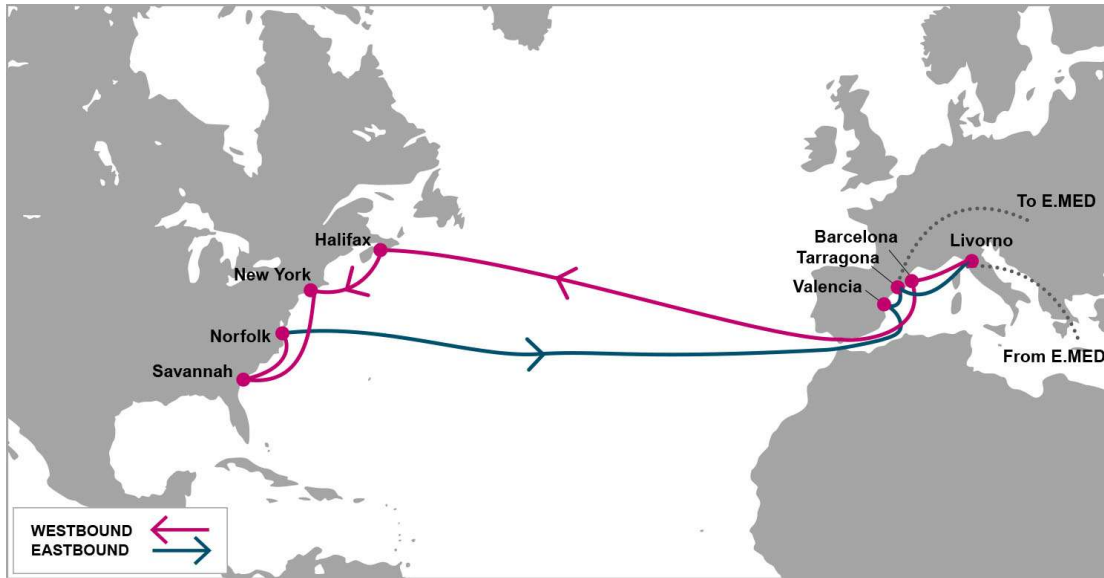 Halifax
New York
Norfolk
Savannah
To E.MED
Barcelona
Livorno
Tarragona
Valencia
From E.MED
WESTBOUND
EASTBOUND